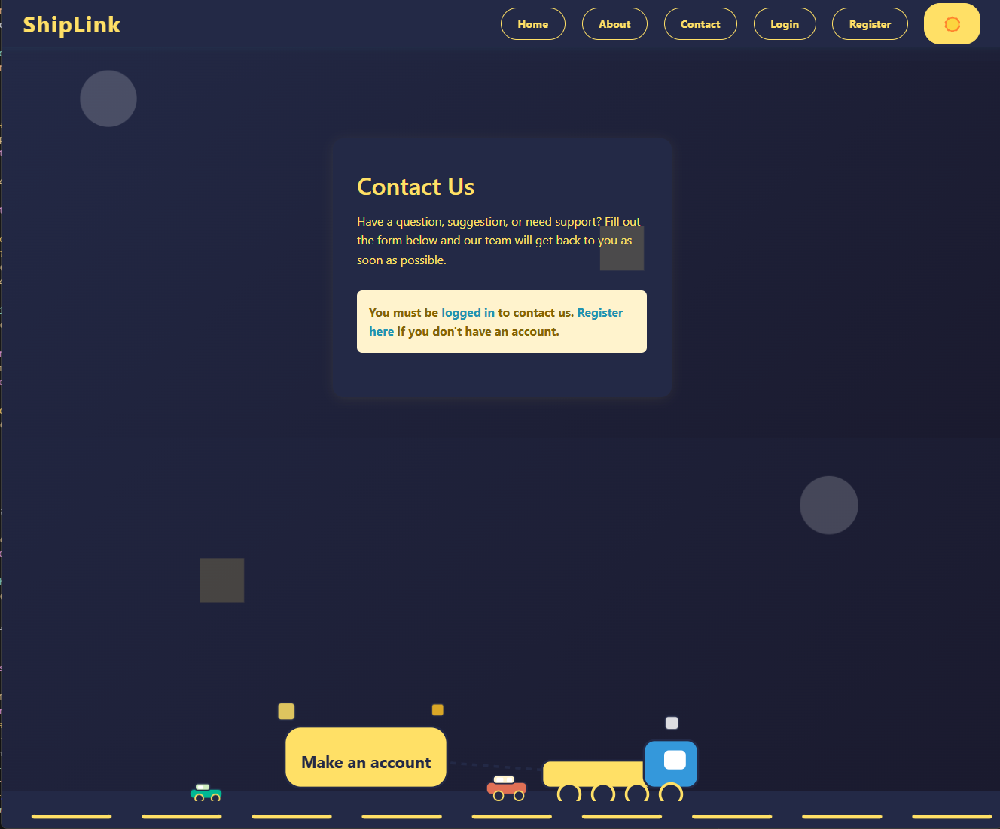 ShipLink
Home
About
Contact
Login
Register
Contact Us
Have a question, suggestion, or need support? Fill out
the form below and our team will get back to you as
soon as possible.
You must be logged in to contact us. Register
here if you don't have an account.
Make an account